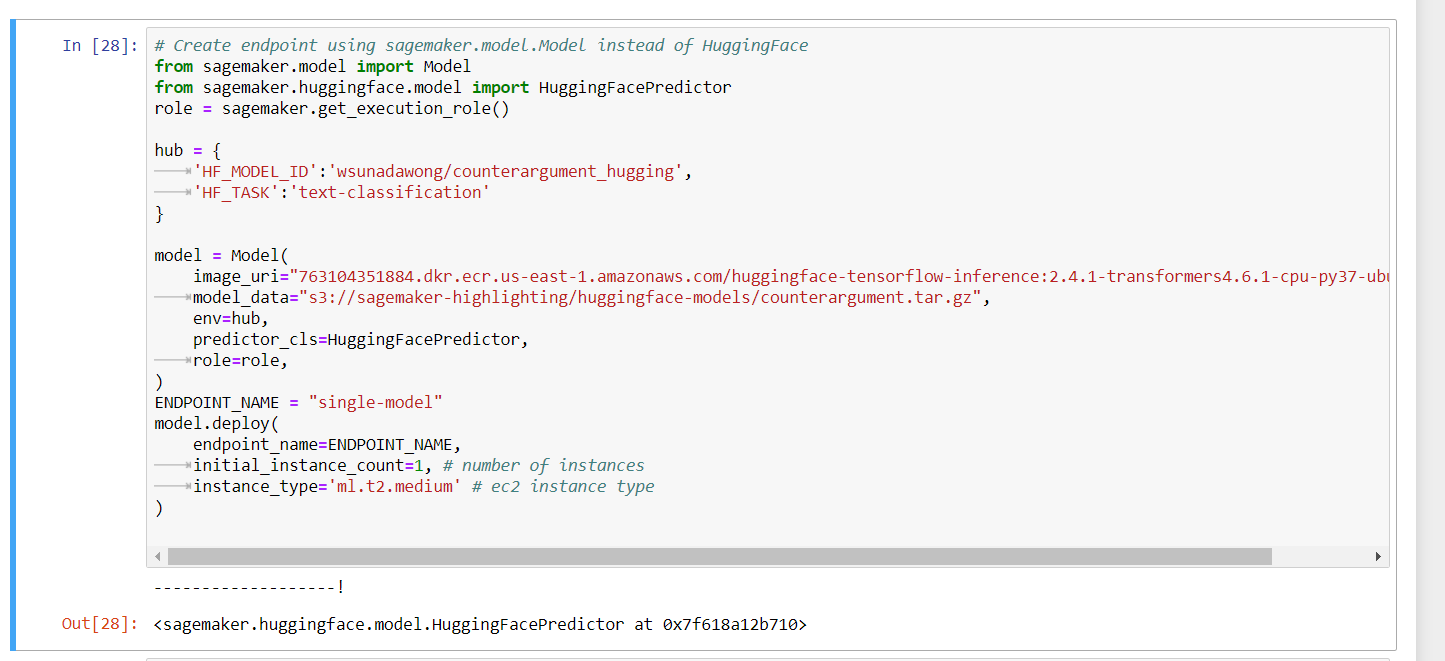 In [28]:
# Create endpoint using sagemaker.model.Model instead of HuggingFace
from sagemaker.model import Model
from sagemaker.huggingface.model import HuggingFacePredictor
role = sagemaker.get_execution_role()
hub = {
'HF_MODEL_ID':'wsunadawong/counterargument_hugging',
'HF_TASK':'text-classification'
}
model = Model(
image_uri="763104351884.dkr.ecr.us-east-1.amazonaws.com/huggingface-tensorflow-inference:2.4.1-transformers4.6.1-cpu-py37-ubu
model_data="s3://sagemaker-highlighting/huggingface-models/counterargument.tar.gz",
env=hub,
predictor_cls=HuggingFacePredictor,
role=role,
)
ENDPOINT_NAME = "single-model"
model.deploy(
endpoint_name=ENDPOINT_NAME,
initial_instance_count=1, # number of instances
instance_type='ml.t2.medium' # ec2 instance type
)
-------------------!
Out[28]: <sagemaker.huggingface.model.HuggingFacePredictor at 0x7f618a12b710>